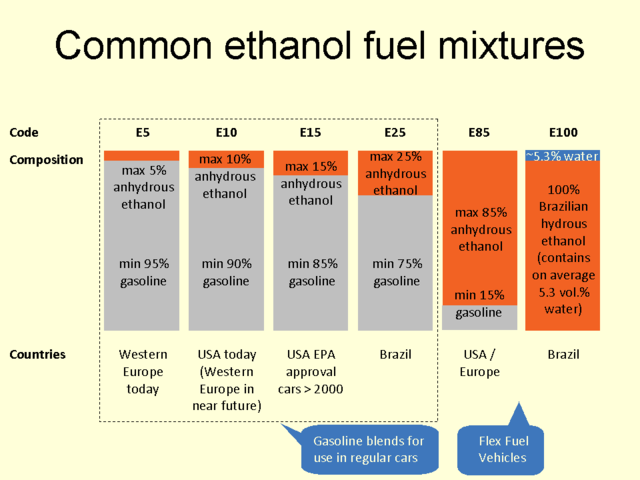 Common ethanol fuel mixtures
Code
E5
E10
E15
E25
E85
E100
Composition
max 5%
anhydrous
ethanol
min 95%
gasoline
max 10%
anhydrous
ethanol
min 90%
gasoline
max 15%
anhydrous
ethanol
min 85%
gasoline
max 25%
anhydrous
ethanol
min 75%
gasoline
max 85%
anhydrous
ethanol
min 15%
gasoline
~5.3% water
100%
Brazilian
hydrous
ethanol
(contains
on average
5.3 vol.%
water)
Countries
Western
Europe
today
USA today
(Western
Europe in
near future)
USA EPA
approval
cars > 2000
Brazil
USA /
Europe
Brazil
Gasoline blends for
use in regular cars
Flex Fuel
Vehicles